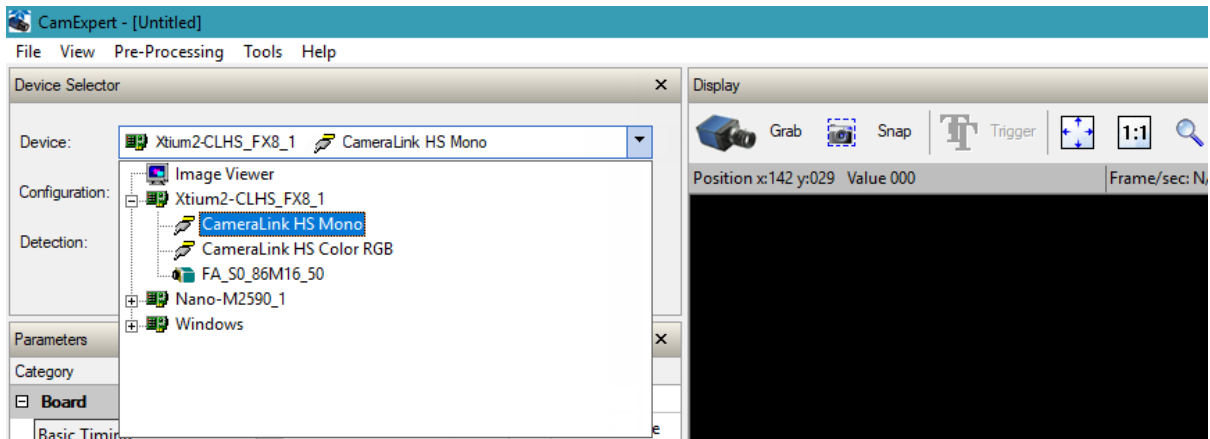 CamExpert - [Untitled]
File View Pre-Processing Tools Help
Device Selector
Display
Device: Xtium2-CLHS_FX8_1 CameraLink HS Mono
Grab Snap Trigger 1:1
Image Viewer
Position x:142 y:029 Value 000 Frame/sec: N/
Configuration:
Xtium2-CLHS_FX8_1
CameraLink HS Mono
Detection:
CameraLink HS Color RGB
FA_S0_86M16_50
Nano-M2590_1
Windows
Parameters
Category
Board
Basic Timin
e